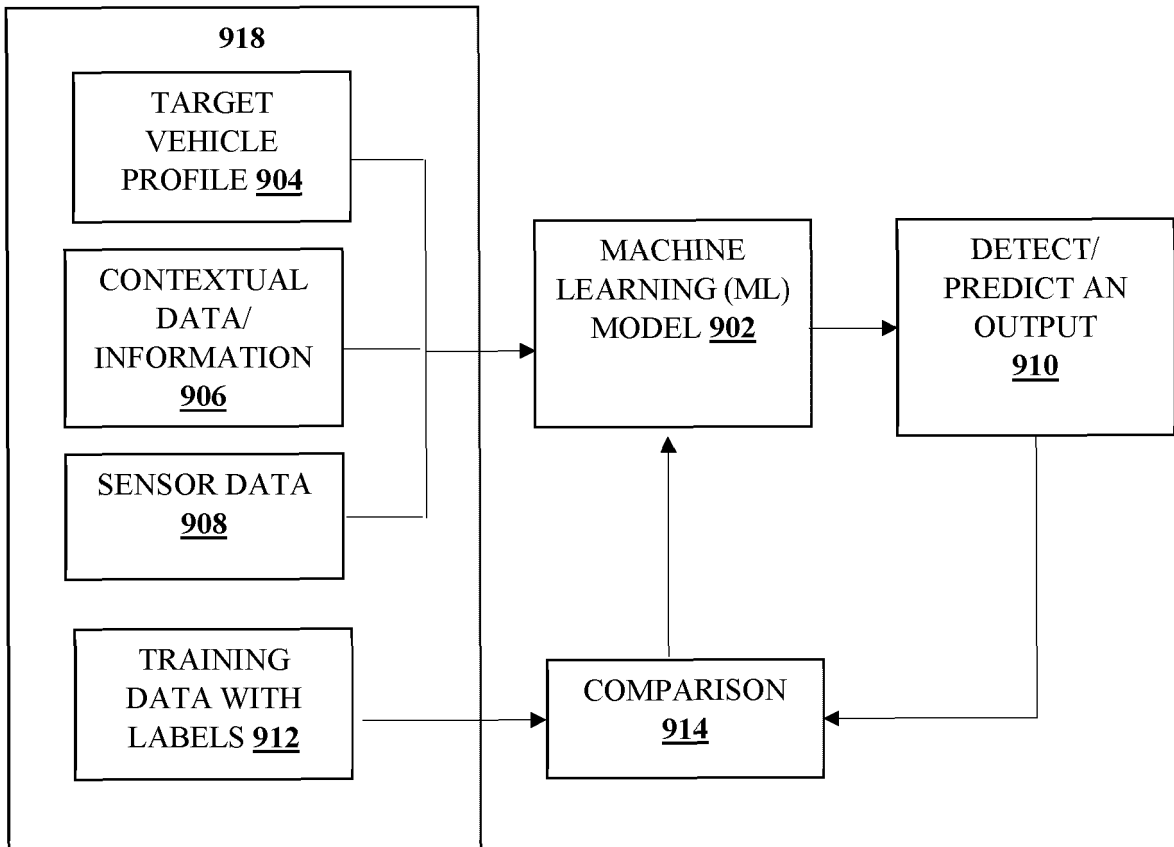 918
TARGET
VEHICLE
PROFILE 904
CONTEXTUAL
DATA/
INFORMATION
906
SENSOR DATA
908
TRAINING
DATA WITH
LABELS 912
MACHINE
LEARNING (ML)
MODEL 902
DETECT/
PREDICT AN
OUTPUT
910
COMPARISON
914